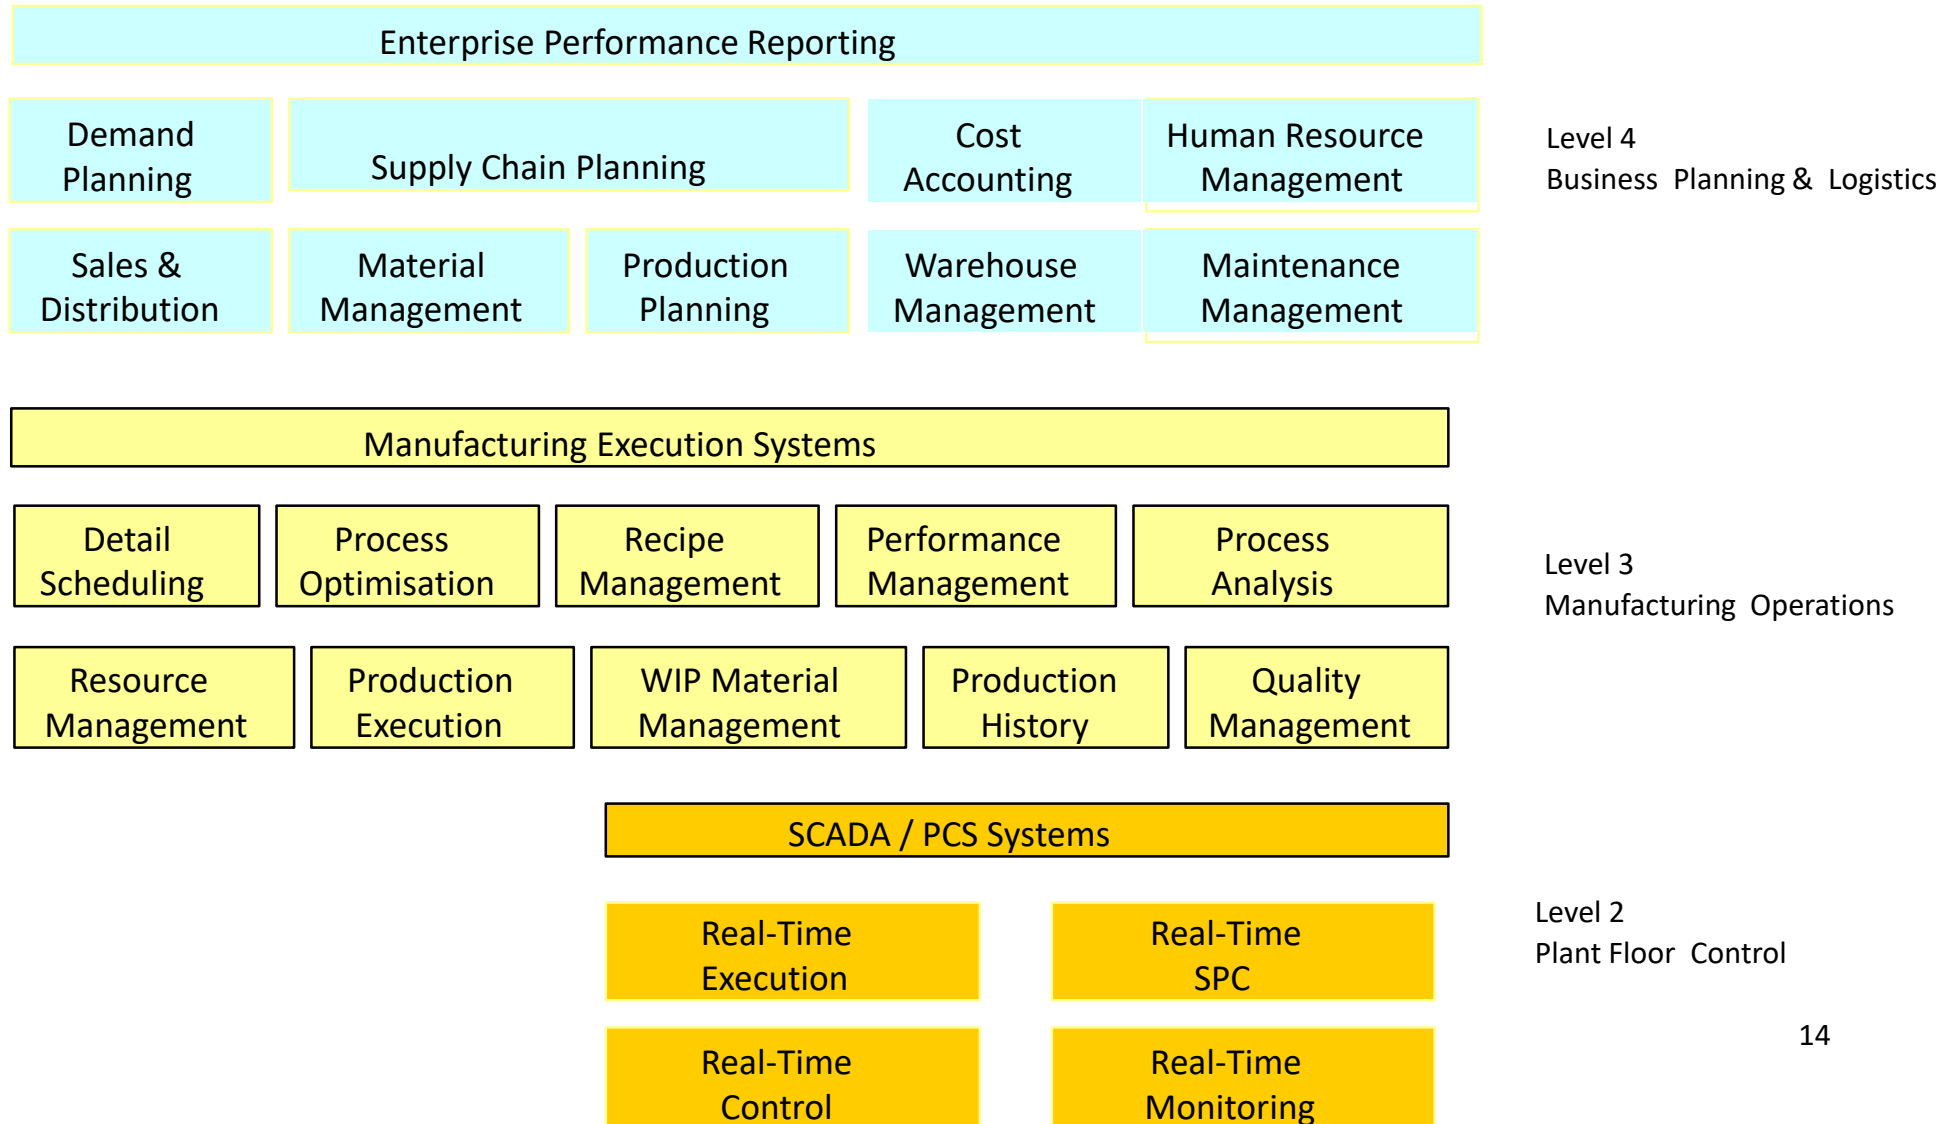 Enterprise Performance Reporting
Demand
Planning
Supply Chain Planning
Cost
Accounting
Human Resource
Management
Level 4
Business Planning & Logistics
Sales &
Distribution
Material
Management
Production
Planning
Warehouse
Management
Maintenance
Management
Manufacturing Execution Systems
Detail
Scheduling
Process
Optimisation
Recipe
Management
Performance
Management
Process
Analysis
Level 3
Manufacturing Operations
Resource
Management
Production
Execution
WIP Material
Management
Production
History
Quality
Management
SCADA / PCS Systems
Real-Time
Execution
Real-Time
SPC
Level 2
Plant Floor Control
Real-Time
Control
Real-Time
Monitoring
14